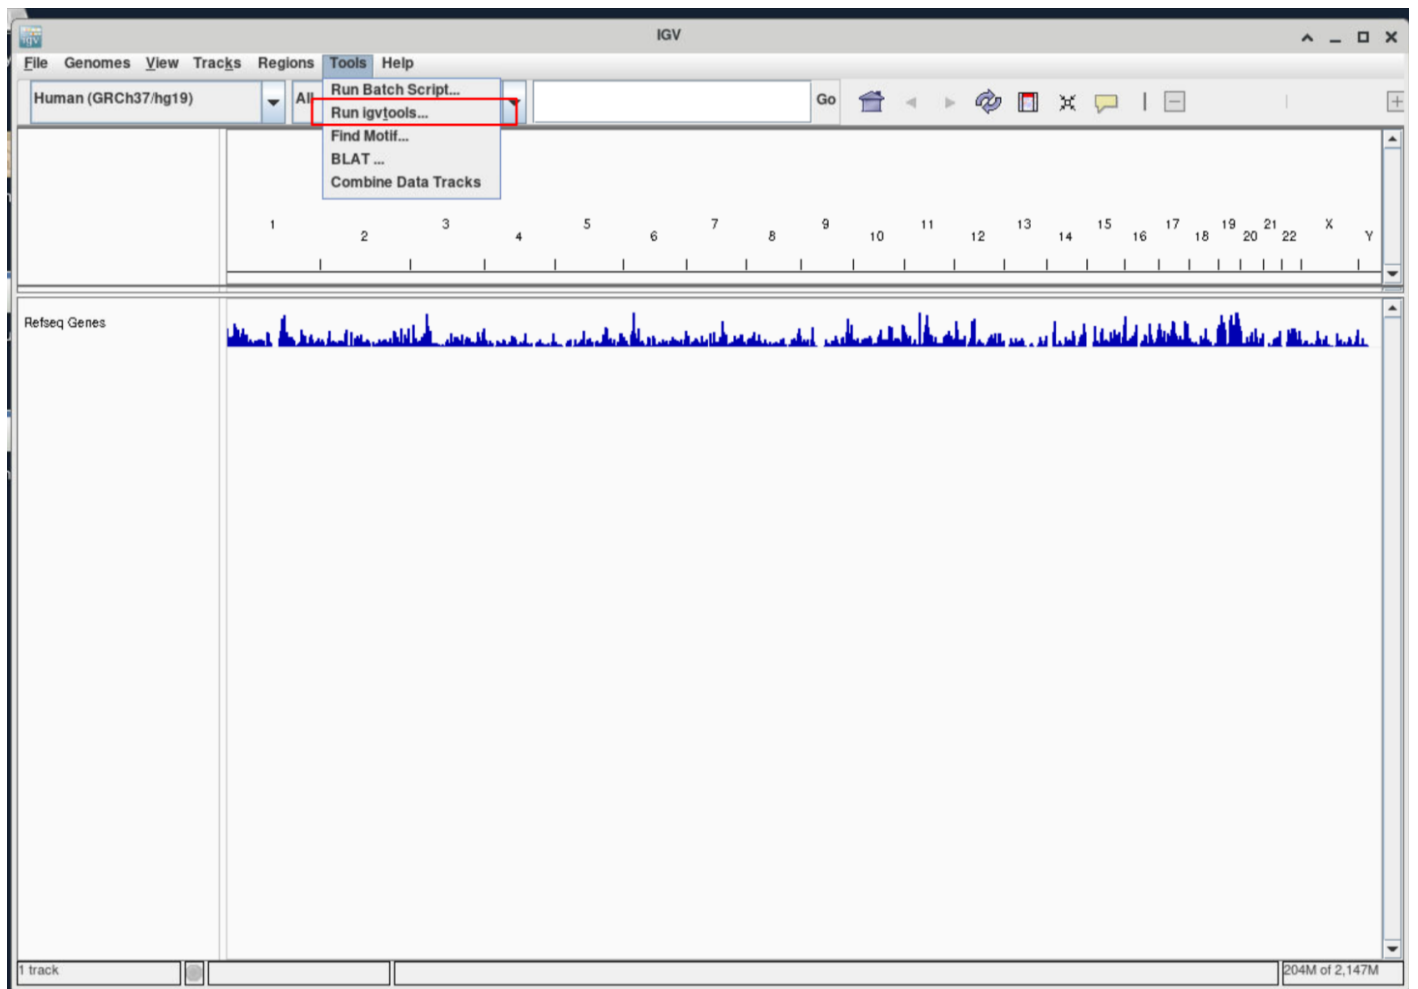 IGV
File Genomes View Tracks Regions Tools Help
Human (GRCh37/hg19) All Go
Run Batch Script...
Run igvtools...
Find Motif...
BLAT ...
Combine Data Tracks
1 2 3 4 5 6 7 8 9 10 11 12 13 14 15 16 17 18 19 20 21 22 X Y
Refseq Genes
1 track
204M of 2,147M